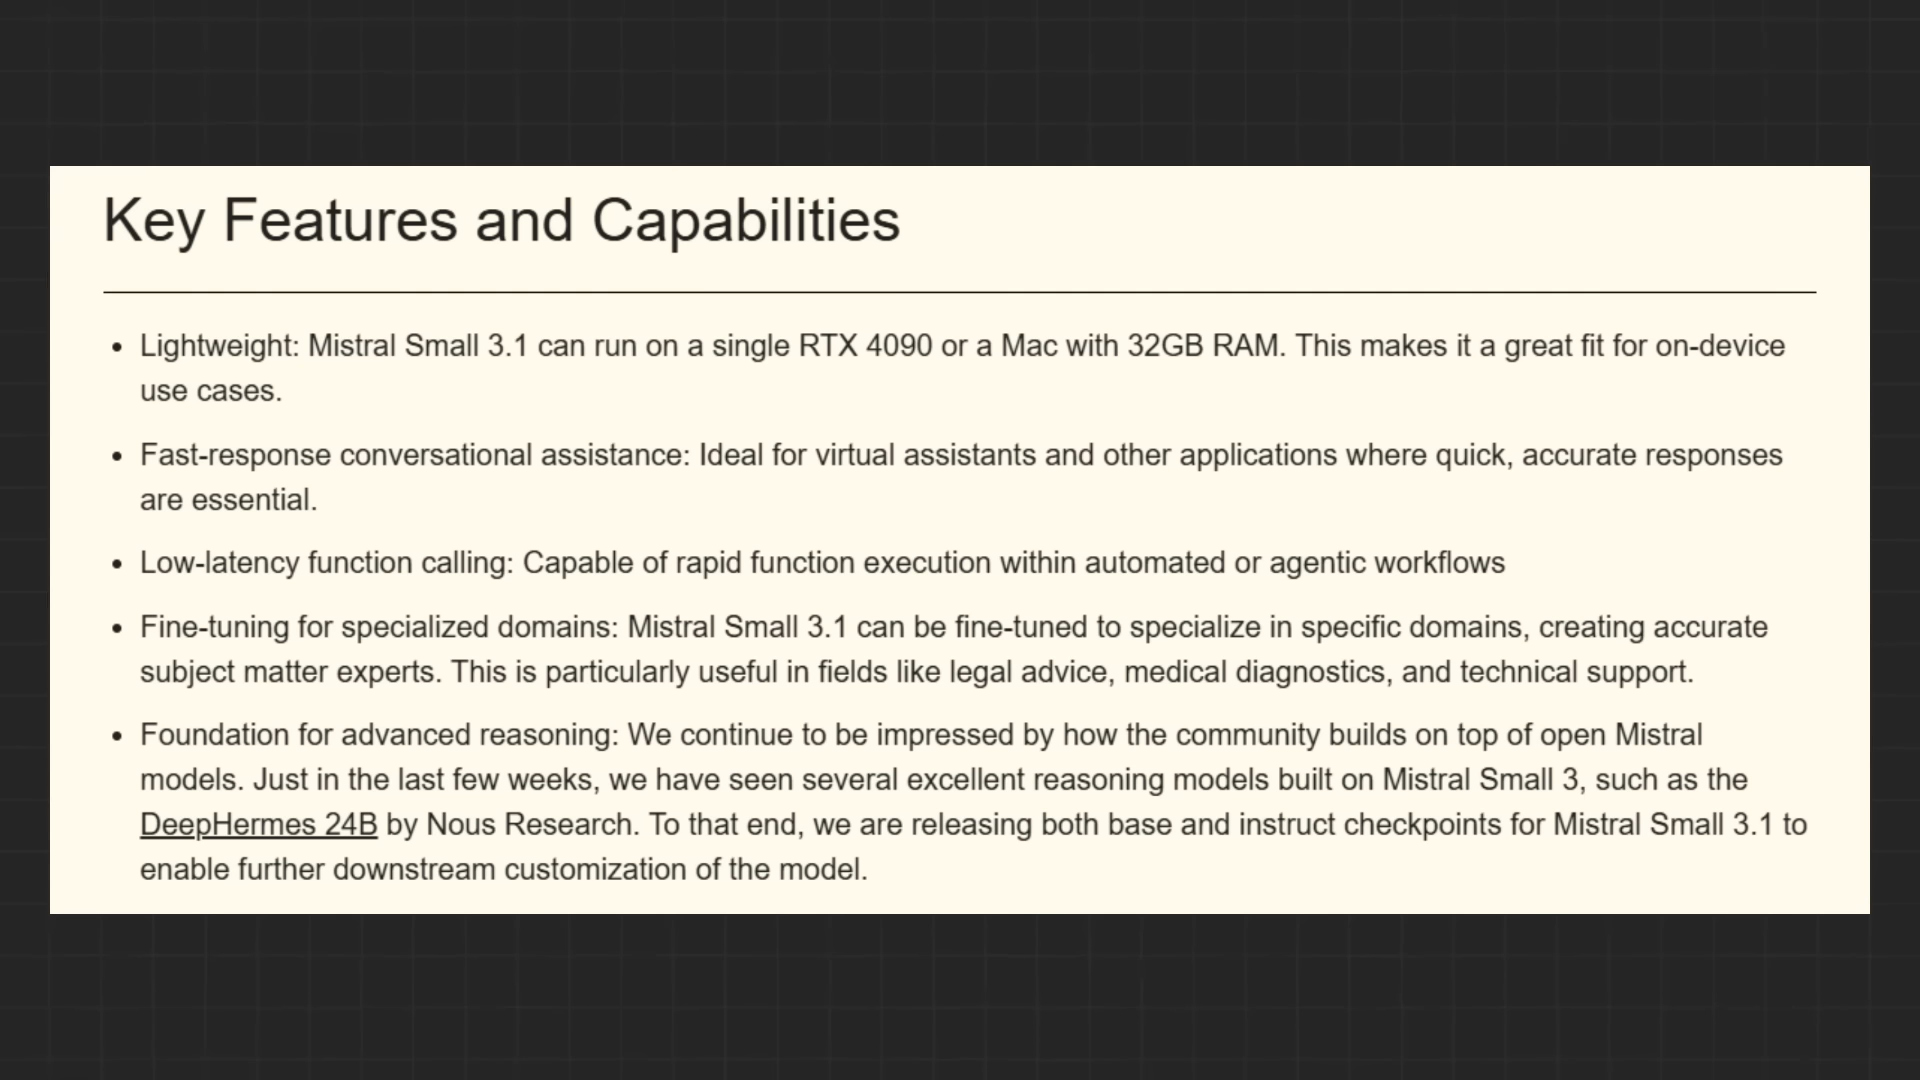 Key Features and Capabilities
• Lightweight: Mistral Small 3.1 can run on a single RTX 4090 or a Mac with 32GB RAM. This makes it a great fit for on-device
use cases.
• Fast-response conversational assistance: Ideal for virtual assistants and other applications where quick, accurate responses
are essential.
• Low-latency function calling: Capable of rapid function execution within automated or agentic workflows
• Fine-tuning for specialized domains: Mistral Small 3.1 can be fine-tuned to specialize in specific domains, creating accurate
subject matter experts. This is particularly useful in fields like legal advice, medical diagnostics, and technical support.
• Foundation for advanced reasoning: We continue to be impressed by how the community builds on top of open Mistral
models. Just in the last few weeks, we have seen several excellent reasoning models built on Mistral Small 3, such as the
DeepHermes 24B by Nous Research. To that end, we are releasing both base and instruct checkpoints for Mistral Small 3.1 to
enable further downstream customization of the model.